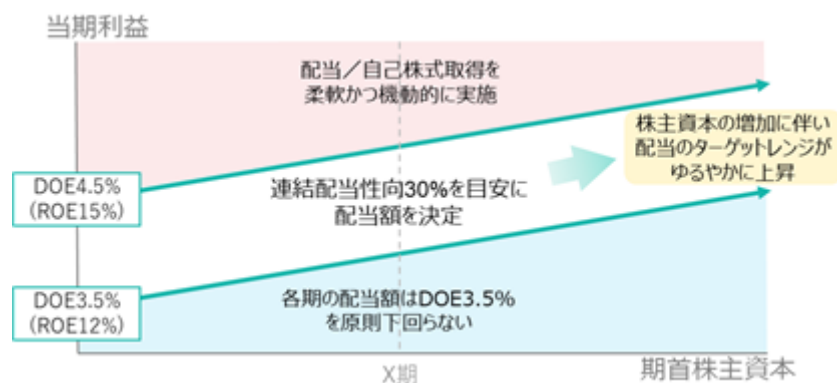 当期利益
配当／自己株式取得を
柔軟かつ機動的に実施
株主資本の増加に伴い
配当のターゲットレンジが
ゆるやかに上昇
DOE4.5%
(ROE15%)
連結配当性向30%を目安に
配当額を決定
DOE3.5%
(ROE12%)
各期の配当額はDOE3.5%
を原則下回らない
X期
期首株主資本